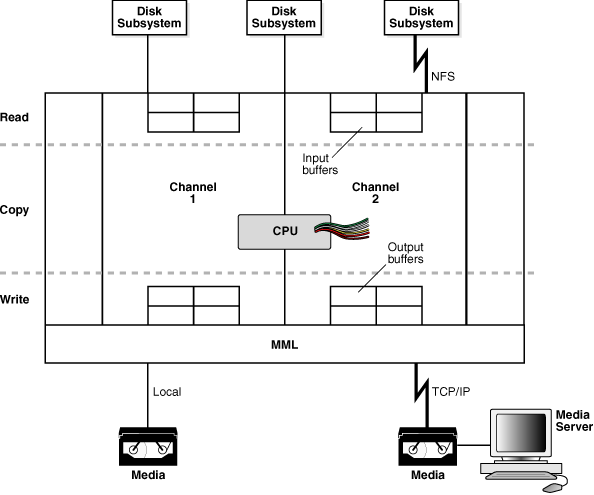 Disk
Subsystem
Disk
Subsystem
Disk
Subsystem
NFS
Read
Input
buffers
Channel
1
Channel
2
Copy
CPU
Output
buffers
Write
MML
Local
TCP/IP
Media
Server
Media
Media